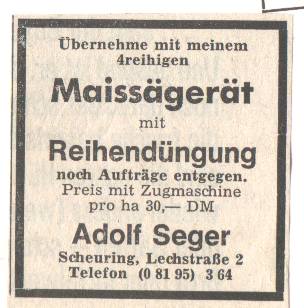 Übernehme mit meinem
4reihigen
Maissägerät
mit
Reihendüngung
noch Aufträge entgegen.
Preis mit Zugmaschine
pro ha 30,— DM
Adolf Seger
Scheuring, Lechstraße 2
Telefon (0 81 95) 3 64